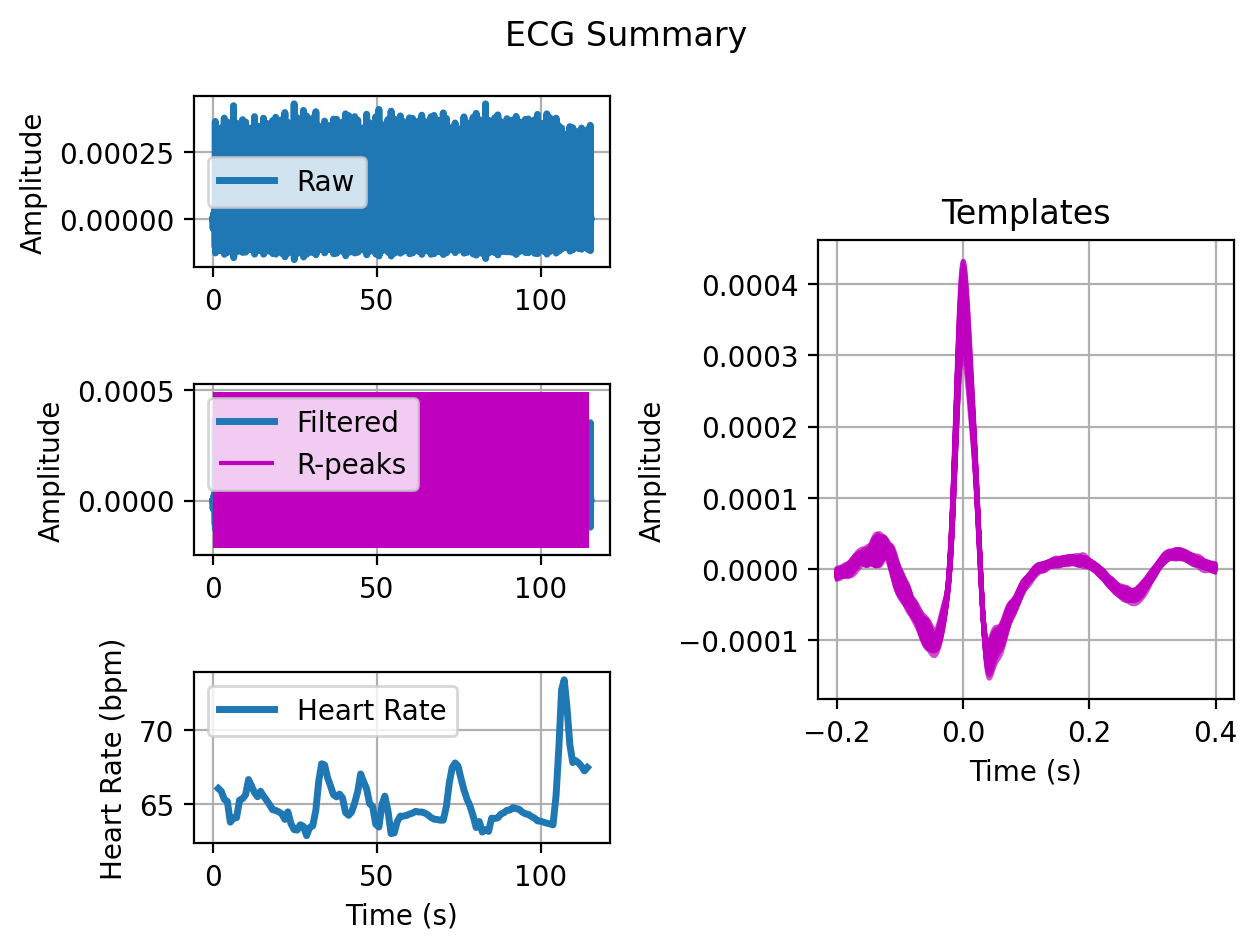 ECG Summary
Amplitude
0.00025
0.00000
Raw
0 50 100
Amplitude
0.0005
0.0000
Filtered
R-peaks
0 50 100
Heart Rate (bpm)
70
65
Heart Rate
0 50 100
Time (s)
Templates
Amplitude
0.0004
0.0003
0.0002
0.0001
0.0000
−0.0001
−0.2 0.0 0.2 0.4
Time (s)